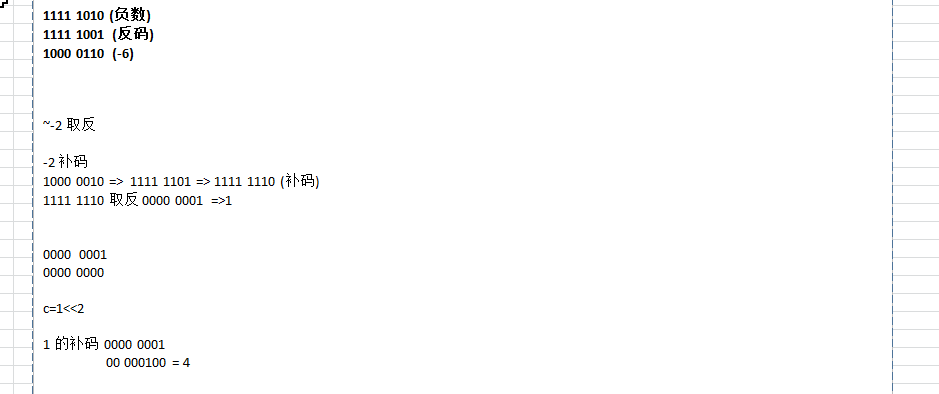 1111 1010 (负数)
1111 1001 (反码)
1000 0110 (-6)
~-2 取反
-2 补码
1000 0010 => 1111 1101 => 1111 1110 (补码)
1111 1110 取反 0000 0001 =>1
0000 0001
0000 0000
c=1<<2
1 的补码 0000 0001
00 000100 = 4